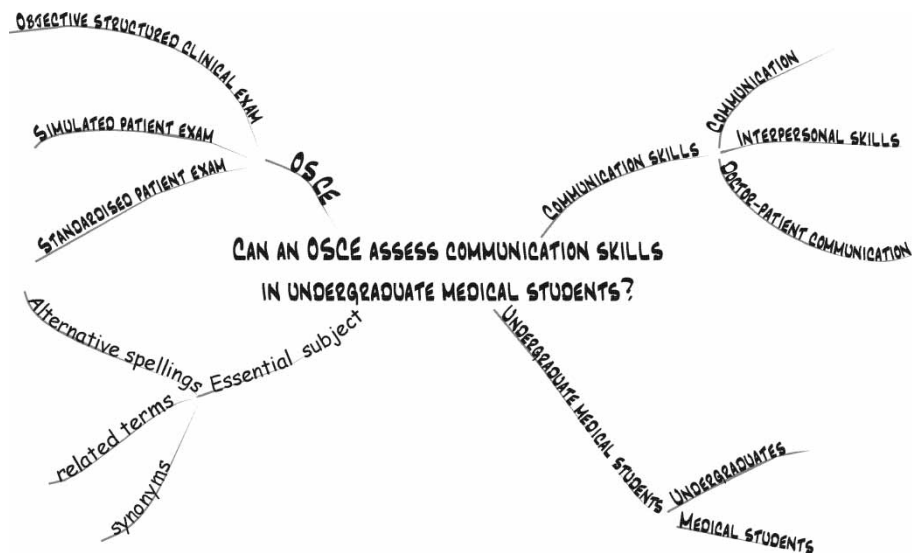 Objective structured clinical exam
Simulated patient exam
Standardised patient exam
OSCE
Communication
Interpersonal skills
Doctor-patient communication
Communication skills
Can an OSCE assess communication skills
in undergraduate medical students?
Alternative spellings
related terms
synonyms
Essential subject
Undergraduate medical students
Undergraduates
Medical students